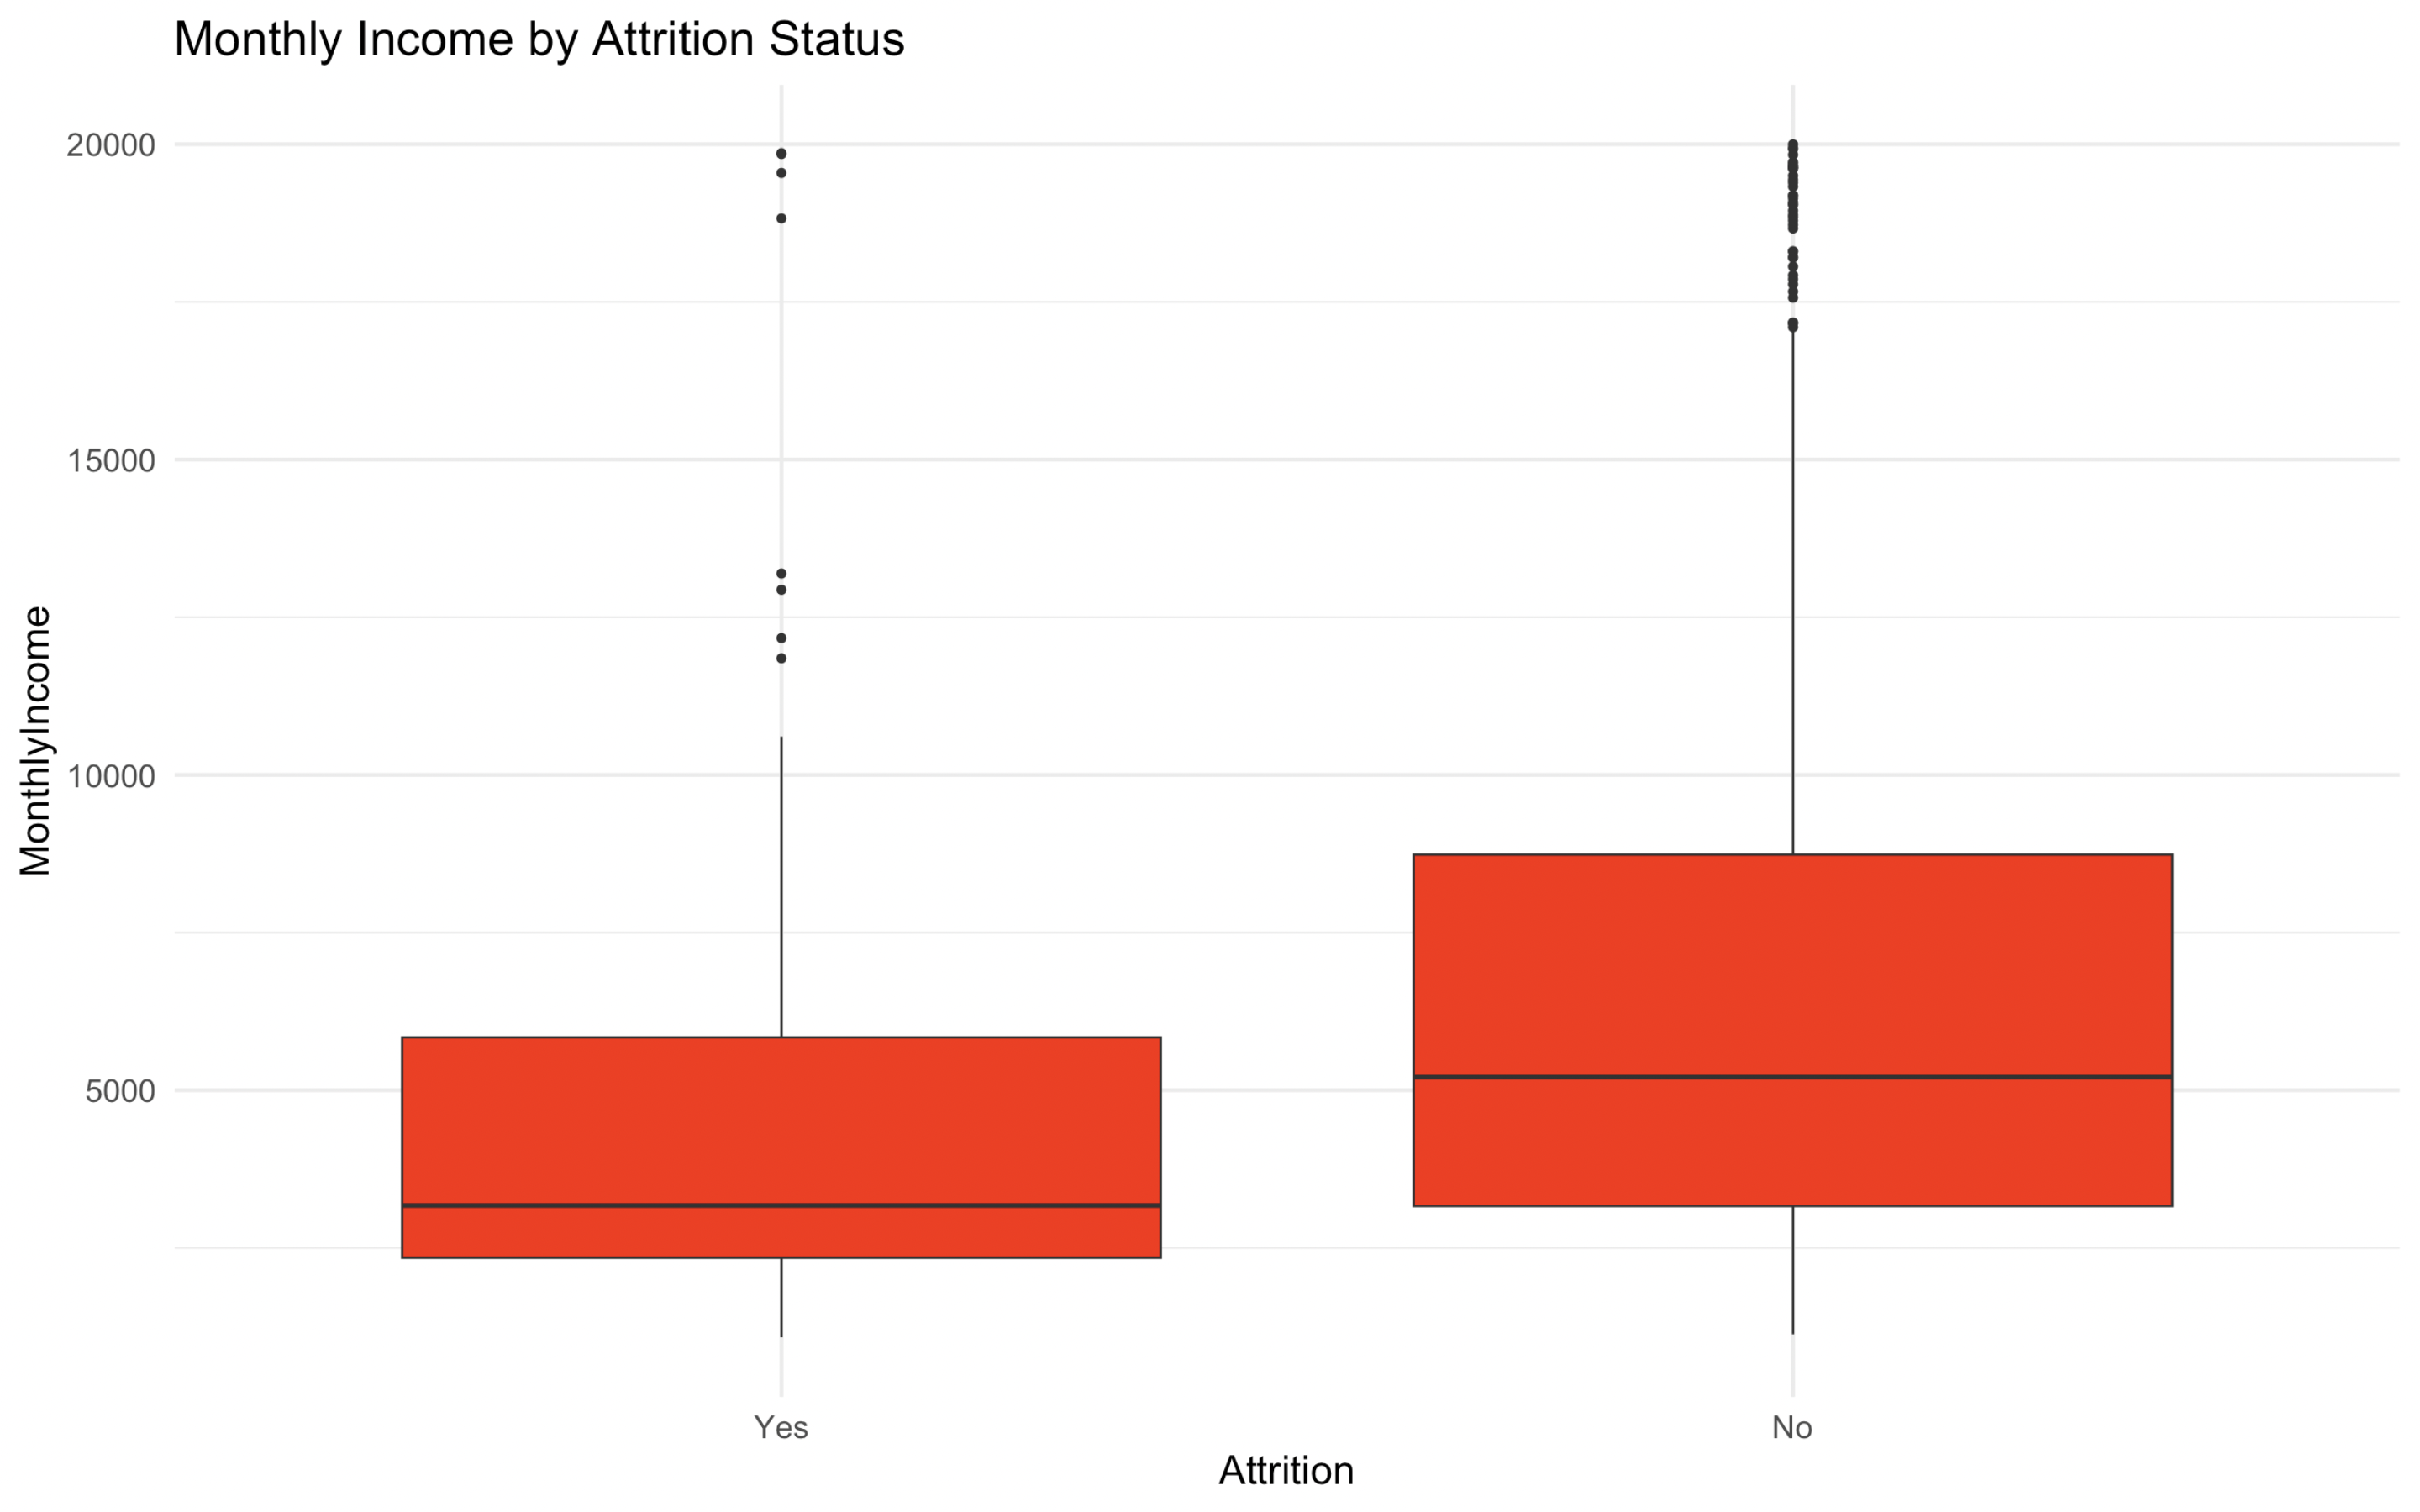 Monthly Income by Attrition Status
MonthlyIncome
20000
15000
10000
5000
Yes
No
Attrition